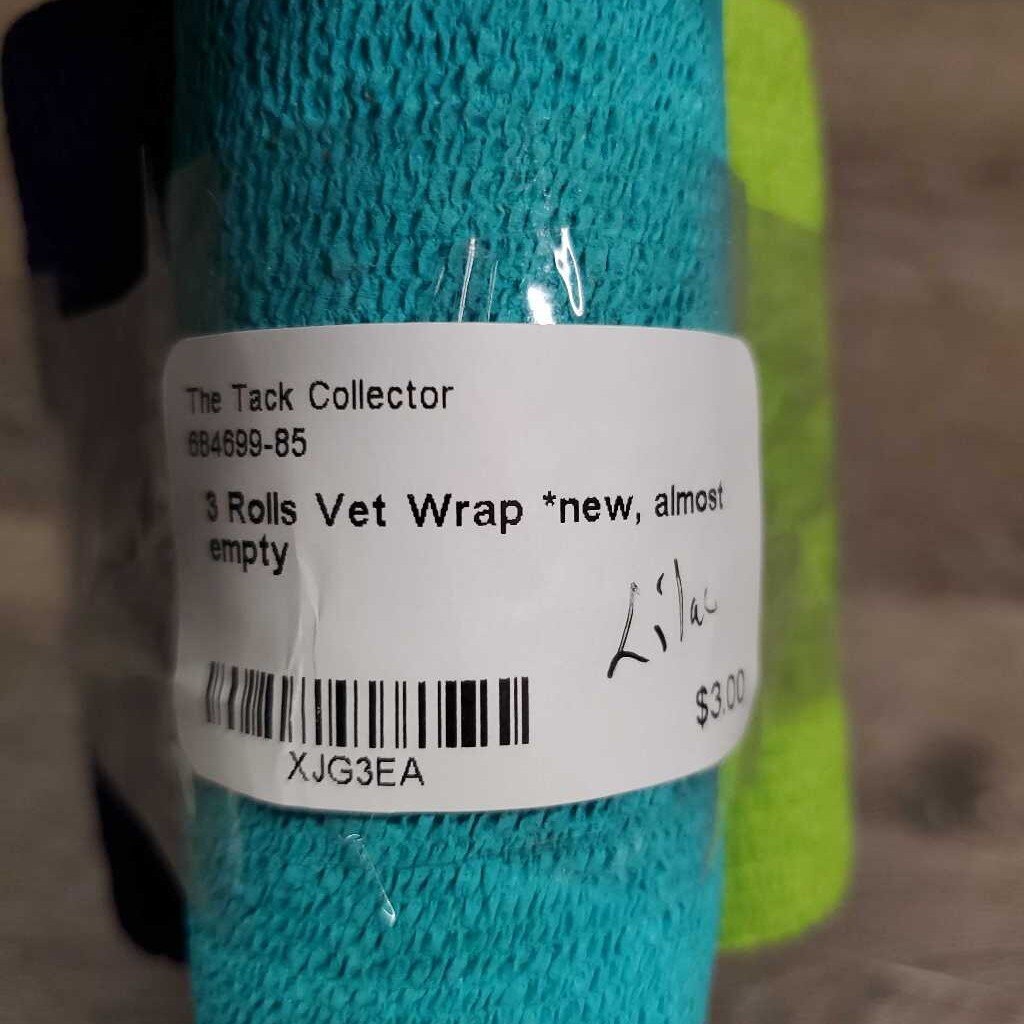 The Tack Collector
684699-85
3 Rolls Vet Wrap *new, almost
empty
Lilac
$3.00
XJG3EA